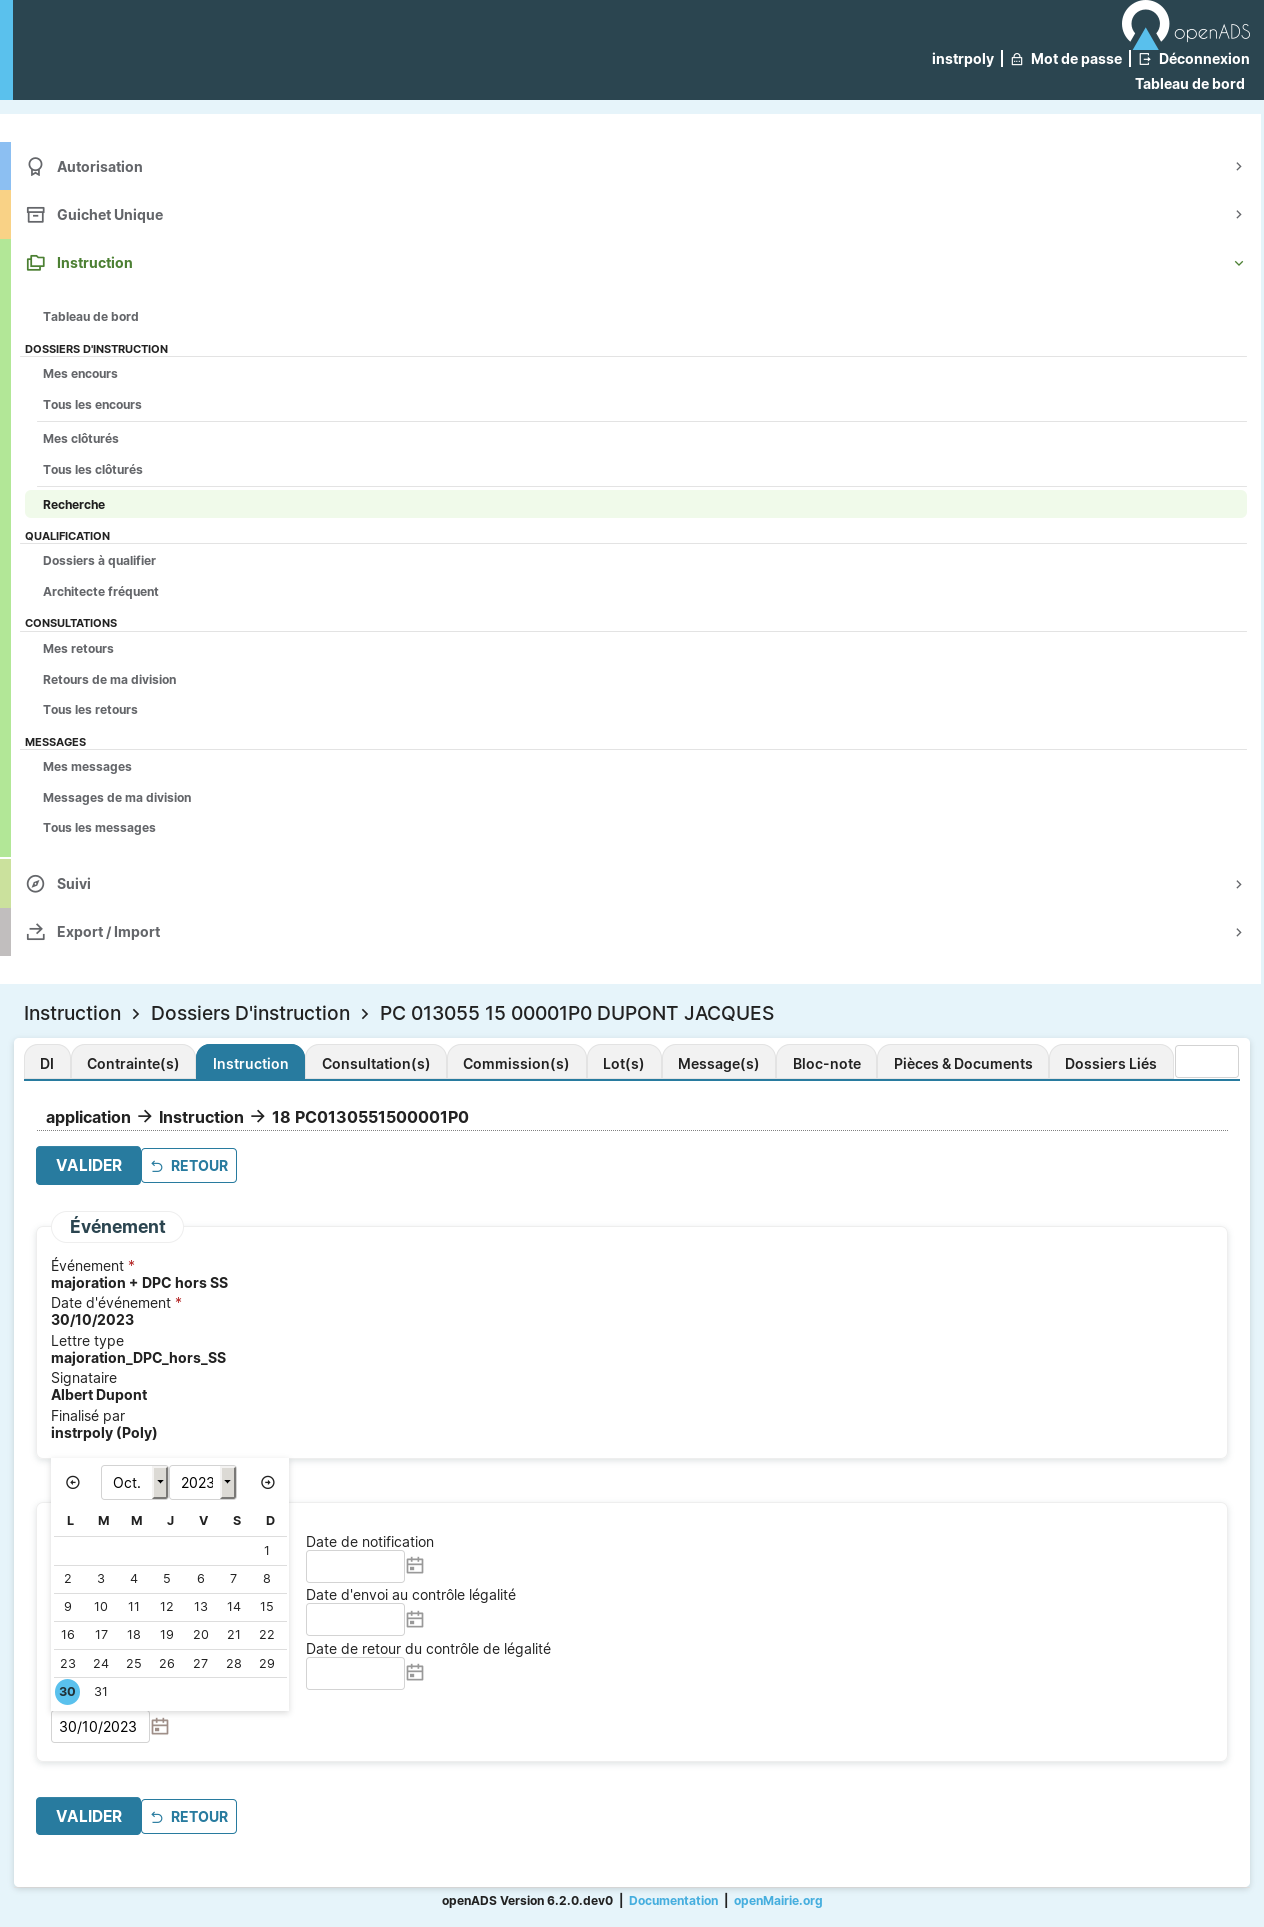 openADS
instrpoly | Mot de passe | Déconnexion
Tableau de bord
Autorisation
Guichet Unique
Instruction
Tableau de bord
DOSSIERS D'INSTRUCTION
Mes encours
Tous les encours
Mes clôturés
Tous les clôturés
Recherche
QUALIFICATION
Dossiers à qualifier
Architecte fréquent
CONSULTATIONS
Mes retours
Retours de ma division
Tous les retours
MESSAGES
Mes messages
Messages de ma division
Tous les messages
Suivi
Export / Import
Instruction > Dossiers D'instruction > PC 013055 15 00001P0 DUPONT JACQUES
DI Contrainte(s) Instruction Consultation(s) Commission(s) Lot(s) Message(s) Bloc-note Pièces & Documents Dossiers Liés
application → Instruction → 18 PC0130551500001P0
VALIDER RETOUR
Événement
Événement *
majoration + DPC hors SS
Date d'événement *
30/10/2023
Lettre type
majoration_DPC_hors_SS
Signataire
Albert Dupont
Finalisé par
instrpoly (Poly)
Oct. 2023
L M M J V S D
1
2 3 4 5 6 7 8
9 10 11 12 13 14 15
16 17 18 19 20 21 22
23 24 25 26 27 28 29
30 31
30/10/2023
Date de notification
Date d'envoi au contrôle légalité
Date de retour du contrôle de légalité
VALIDER RETOUR
openADS Version 6.2.0.dev0 | Documentation | openMairie.org